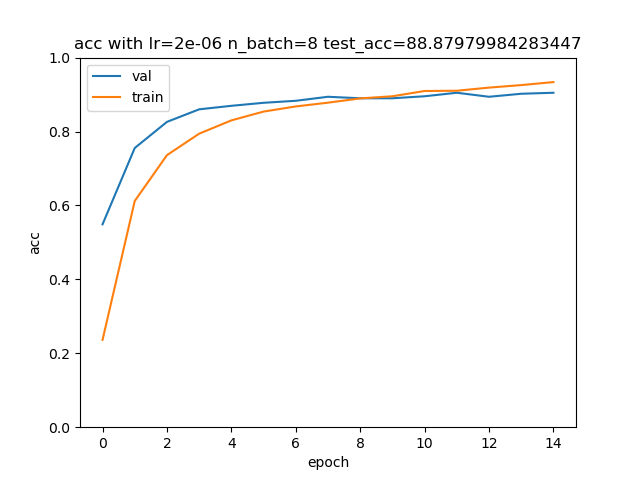 acc with lr=2e-06 n_batch=8 test_acc=88.87979984283447
val
train
1.0
0.8
0.6
0.4
0.2
0.0
acc
0 2 4 6 8 10 12 14
epoch